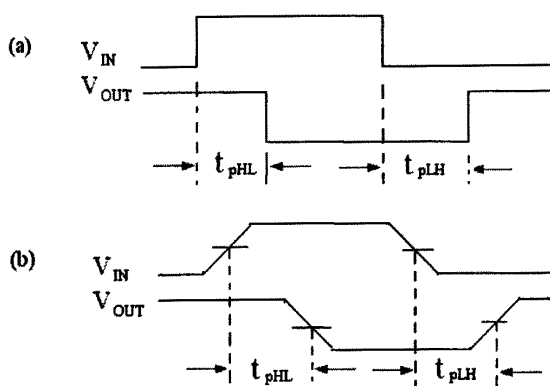 (a)
V_IN
V_OUT
t_pHL
t_pLH
(b)
V_IN
V_OUT
t_pHL
t_pLH